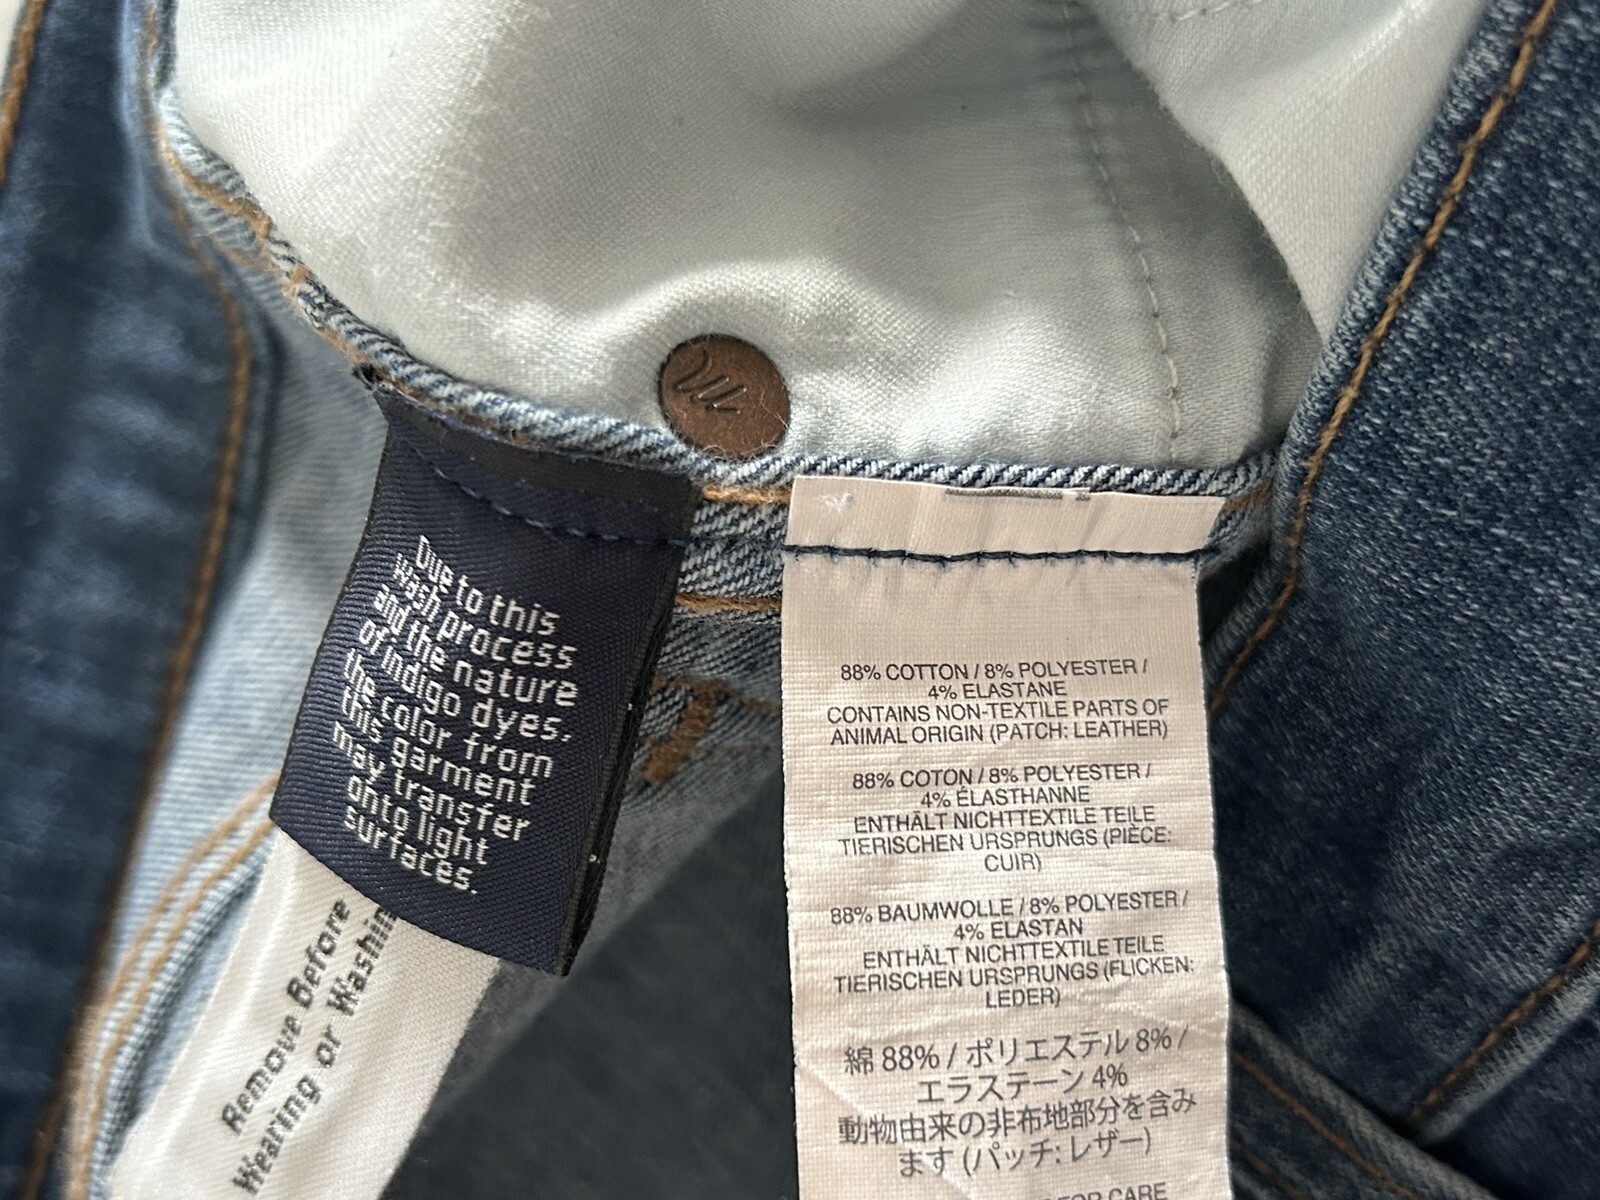 Due to this
wash process
and the nature
of indigo dyes,
the color from
this garment
may transfer
onto light
surfaces.
Remove Before
Wearing or Washin
88% COTTON / 8% POLYESTER /
4% ELASTANE
CONTAINS NON-TEXTILE PARTS OF
ANIMAL ORIGIN (PATCH: LEATHER)
88% COTON / 8% POLYESTER /
4% ÉLASTHANNE
ENTHÄLT NICHTTEXTILE TEILE
TIERISCHEN URSPRUNGS (PIÈCE:
CUIR)
88% BAUMWOLLE / 8% POLYESTER /
4% ELASTAN
ENTHÄLT NICHTTEXTILE TEILE
TIERISCHEN URSPRUNGS (FLICKEN:
LEDER)
綿 88% / ポリエステル 8% /
エラステーン 4%
動物由来の非布地部分を含み
ます (パッチ: レザー)
FOR CARE